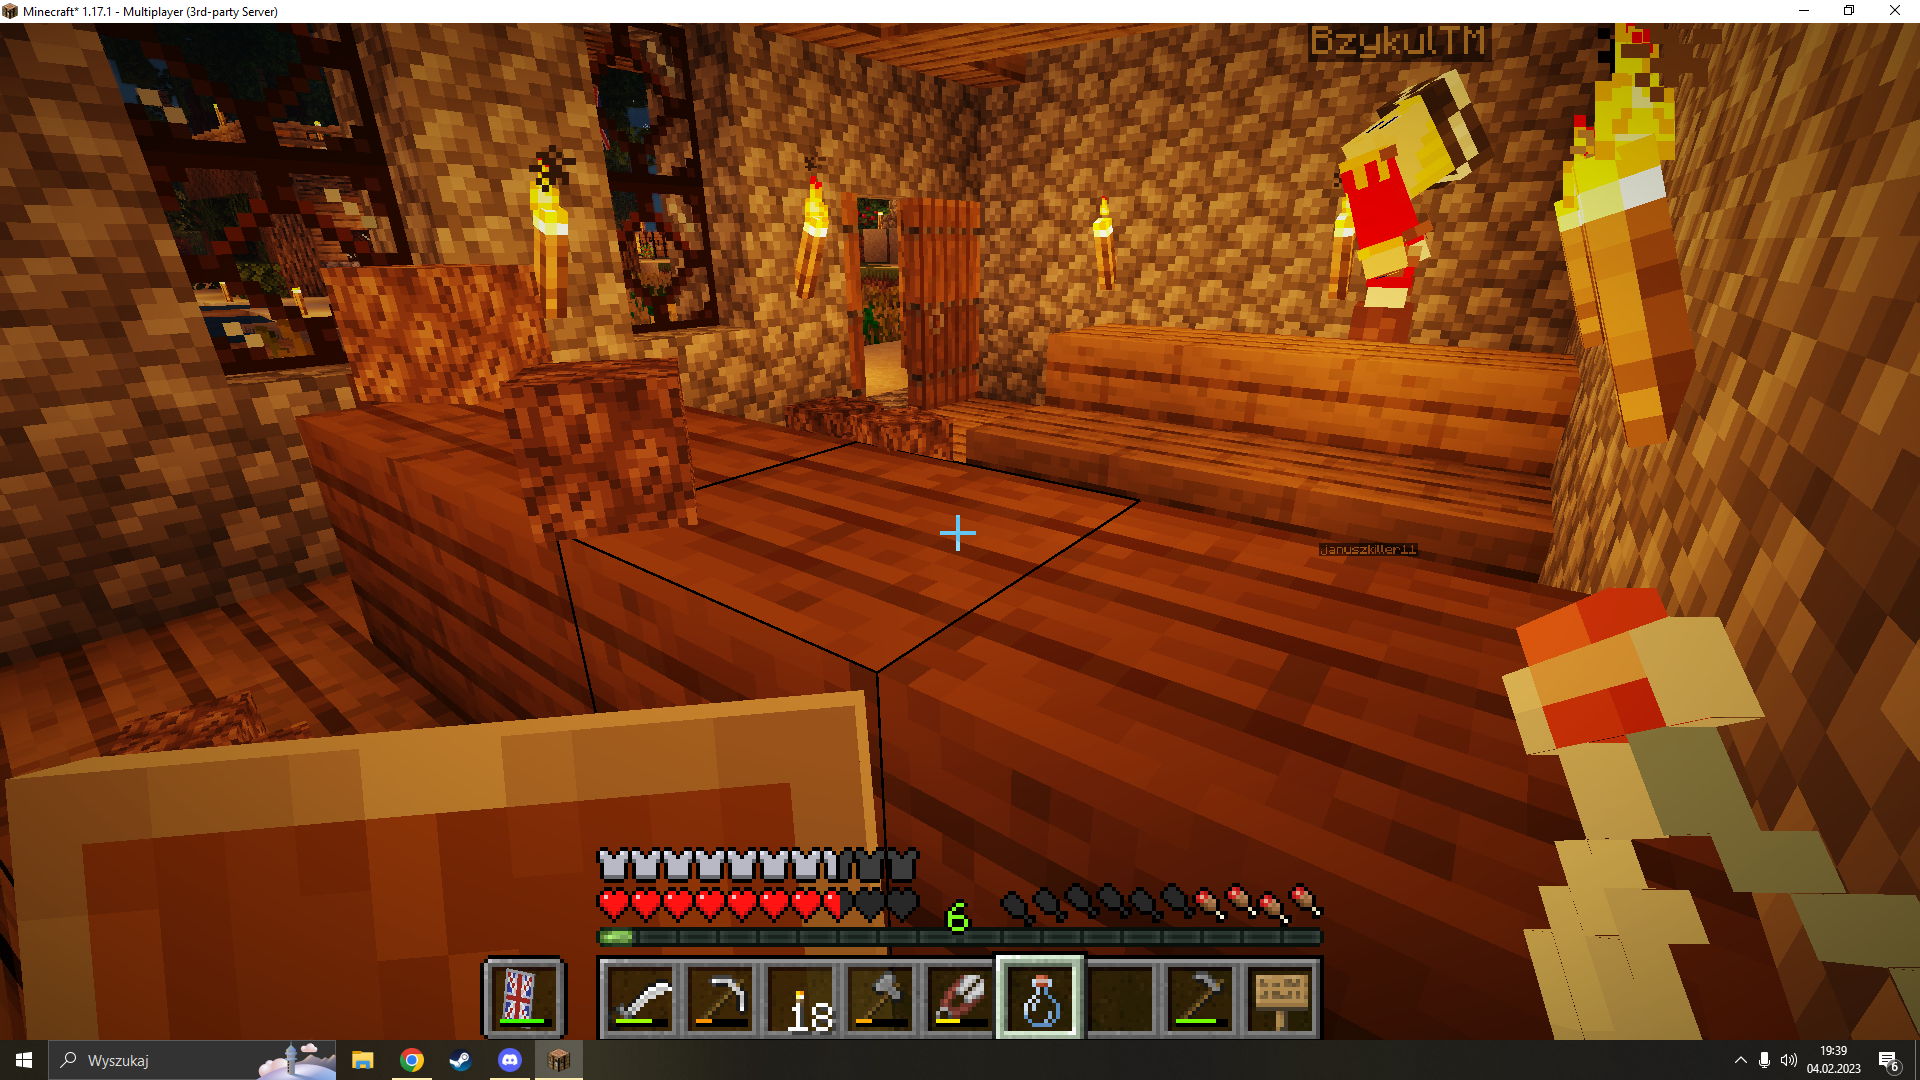 Minecraft* 1.17.1 - Multiplayer (3rd-party Server)
BzykulTM
januszkiller11
6
18
Wyszukaj
19:39
04.02.2023
6